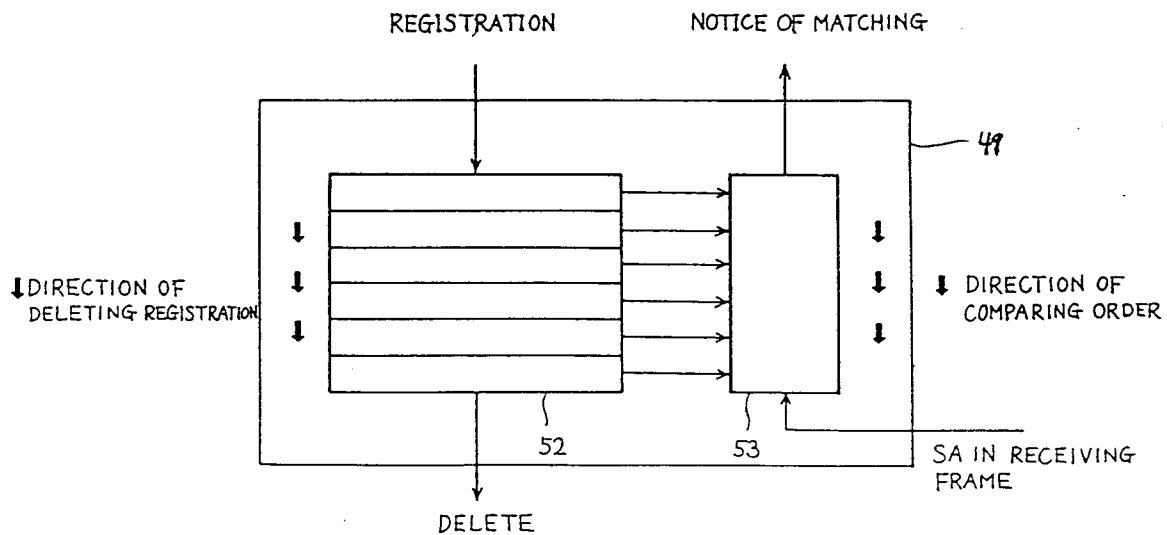 REGISTRATION
NOTICE OF MATCHING
49
DIRECTION OF
DELETING REGISTRATION
DIRECTION OF
COMPARING ORDER
52
53
SA IN RECEIVING
FRAME
DELETE